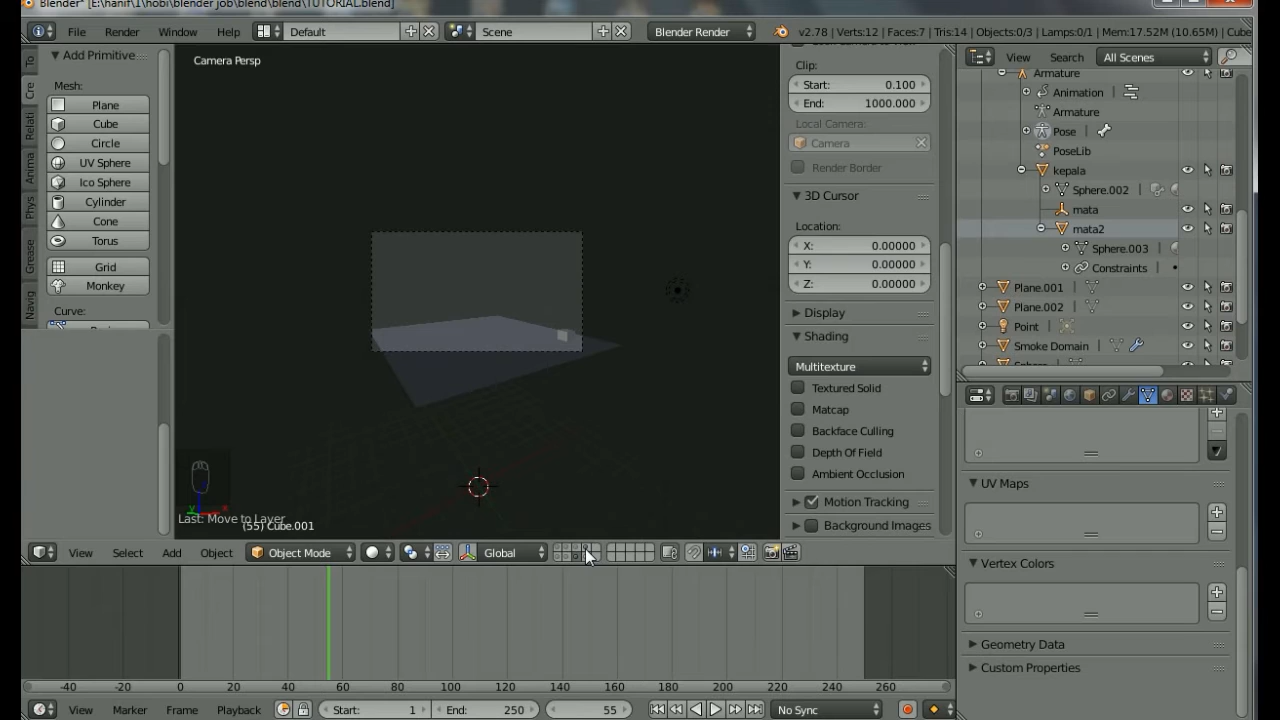 Blender* [E:\hanif\1\hobi\blender job\blend\blend\TUTORIAL.blend]
File Render Window Help Default Scene Blender Render v2.78 | Verts:12 | Faces:7 | Tris:14 | Objects:0/3 | Lamps:0/1 | Mem:17.52M (10.65M) | Cube
Add Primitive
Mesh:
Plane
Cube
Circle
UV Sphere
Ico Sphere
Cylinder
Cone
Torus
Grid
Monkey
Curve:
To
Cre
Relati
Anima
Phys
Grease
Navig
Camera Persp
Last: Move to Layer
(55) Cube.001
Clip:
Start: 0.100
End: 1000.000
Local Camera:
Camera
Render Border
3D Cursor
Location:
X: 0.00000
Y: 0.00000
Z: 0.00000
Display
Shading
Multitexture
Textured Solid
Matcap
Backface Culling
Depth Of Field
Ambient Occlusion
Motion Tracking
Background Images
View Search All Scenes
Armature
Animation
Armature
Pose
PoseLib
kepala
Sphere.002
mata
mata2
Sphere.003
Constraints
Plane.001
Plane.002
Point
Smoke Domain
UV Maps
Vertex Colors
Geometry Data
Custom Properties
View Select Add Object Object Mode Global
-40 -20 0 20 40 60 80 100 120 140 160 180 200 220 240 260
View Marker Frame Playback Start: 1 End: 250 55 No Sync